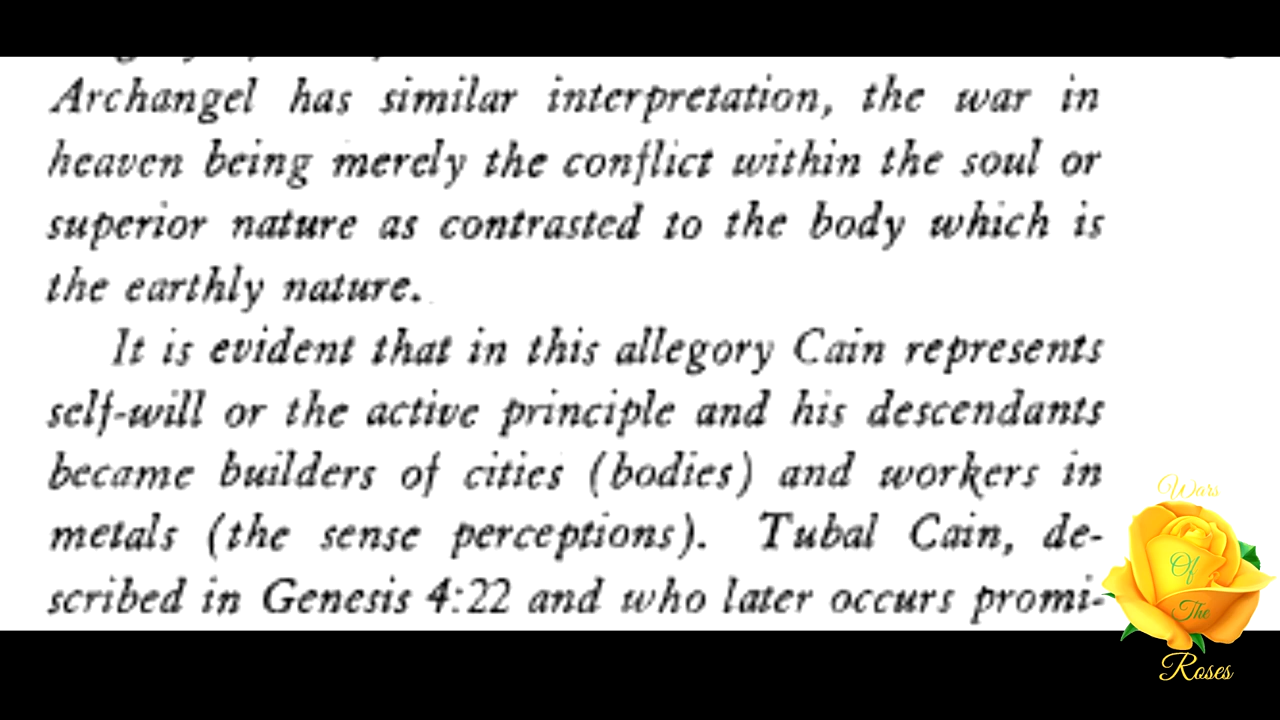 Archangel has similar interpretation, the war in
heaven being merely the conflict within the soul or
superior nature as contrasted to the body which is
the earthly nature.
It is evident that in this allegory Cain represents
self-will or the active principle and his descendants
became builders of cities (bodies) and workers in
metals (the sense perceptions). Tubal Cain, de-
scribed in Genesis 4:22 and who later occurs promi-
Wars
Of
The
Roses